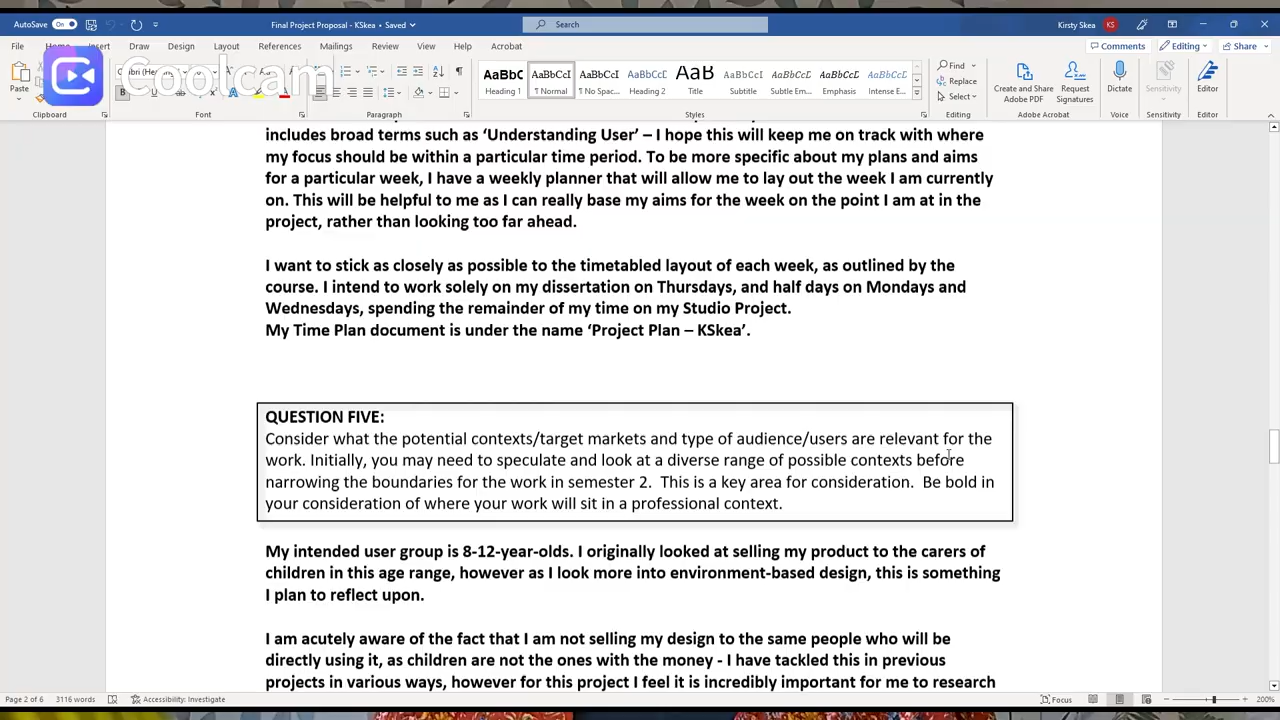 AutoSave On Final Project Proposal - KSkea • Saved Search Kirsty Skea KS
File Home Insert Draw Design Layout References Mailings Review View Help Acrobat Comments Editing Share
Coolcam
Paste
AaBbC AaBbCcI AaBbCcI AaBbCcI AaB AaBbCcI AaBbCcI AaBbCcI AaBbCcI
Heading 1 ¶ Normal ¶ No Spac... Heading 2 Title Subtitle Subtle Em... Emphasis Intense E...
Find
Replace
Select
Create and Share Adobe PDF
Request Signatures
Dictate
Sensitivity
Editor
Clipboard Font Paragraph Styles Editing Adobe Acrobat Voice Sensitivity Editor
includes broad terms such as ‘Understanding User’ – I hope this will keep me on track with where
my focus should be within a particular time period. To be more specific about my plans and aims
for a particular week, I have a weekly planner that will allow me to lay out the week I am currently
on. This will be helpful to me as I can really base my aims for the week on the point I am at in the
project, rather than looking too far ahead.
I want to stick as closely as possible to the timetabled layout of each week, as outlined by the
course. I intend to work solely on my dissertation on Thursdays, and half days on Mondays and
Wednesdays, spending the remainder of my time on my Studio Project.
My Time Plan document is under the name ‘Project Plan – KSkea’.
QUESTION FIVE:
Consider what the potential contexts/target markets and type of audience/users are relevant for the
work. Initially, you may need to speculate and look at a diverse range of possible contexts before
narrowing the boundaries for the work in semester 2. This is a key area for consideration. Be bold in
your consideration of where your work will sit in a professional context.
My intended user group is 8-12-year-olds. I originally looked at selling my product to the carers of
children in this age range, however as I look more into environment-based design, this is something
I plan to reflect upon.
I am acutely aware of the fact that I am not selling my design to the same people who will be
directly using it, as children are not the ones with the money - I have tackled this in previous
projects in various ways, however for this project I feel it is incredibly important for me to research
Page 2 of 6 3116 words Accessibility: Investigate Focus 200%